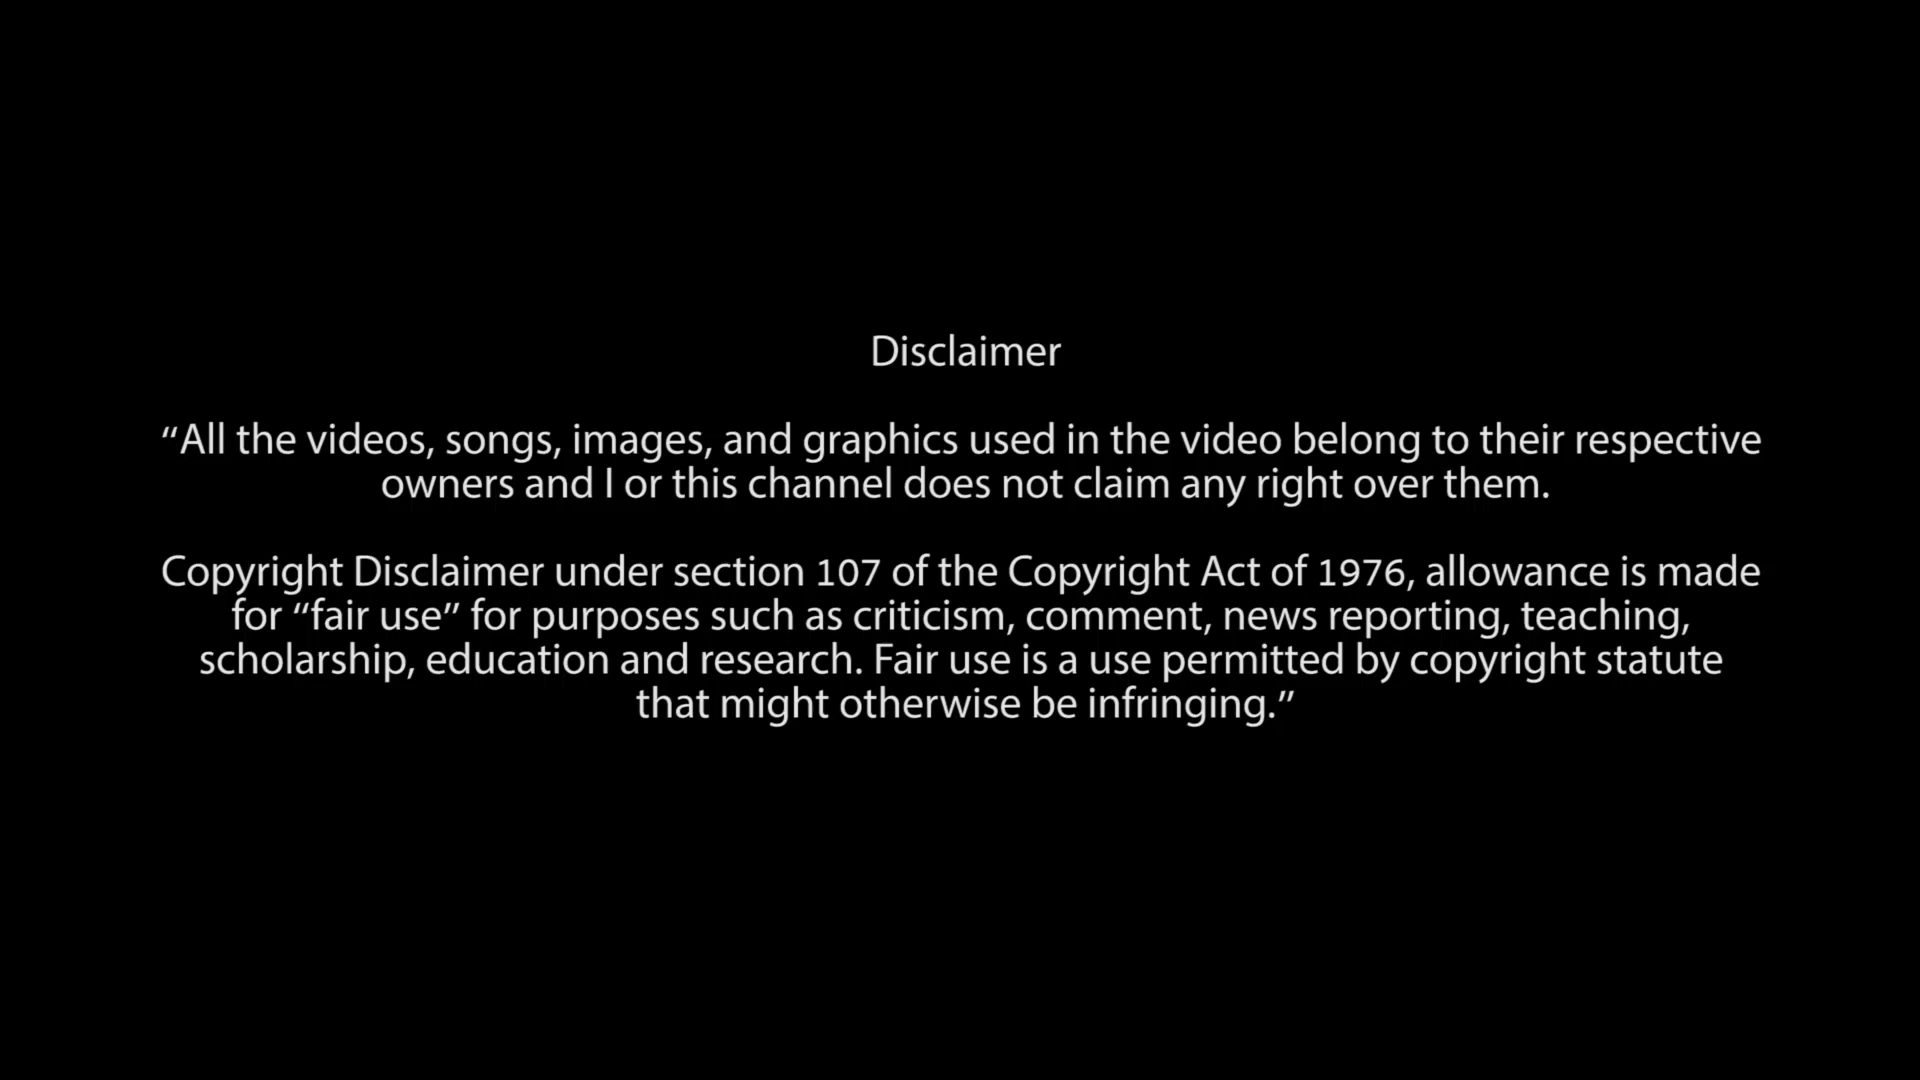 Disclaimer
“All the videos, songs, images, and graphics used in the video belong to their respective
owners and I or this channel does not claim any right over them.
Copyright Disclaimer under section 107 of the Copyright Act of 1976, allowance is made
for “fair use” for purposes such as criticism, comment, news reporting, teaching,
scholarship, education and research. Fair use is a use permitted by copyright statute
that might otherwise be infringing.”